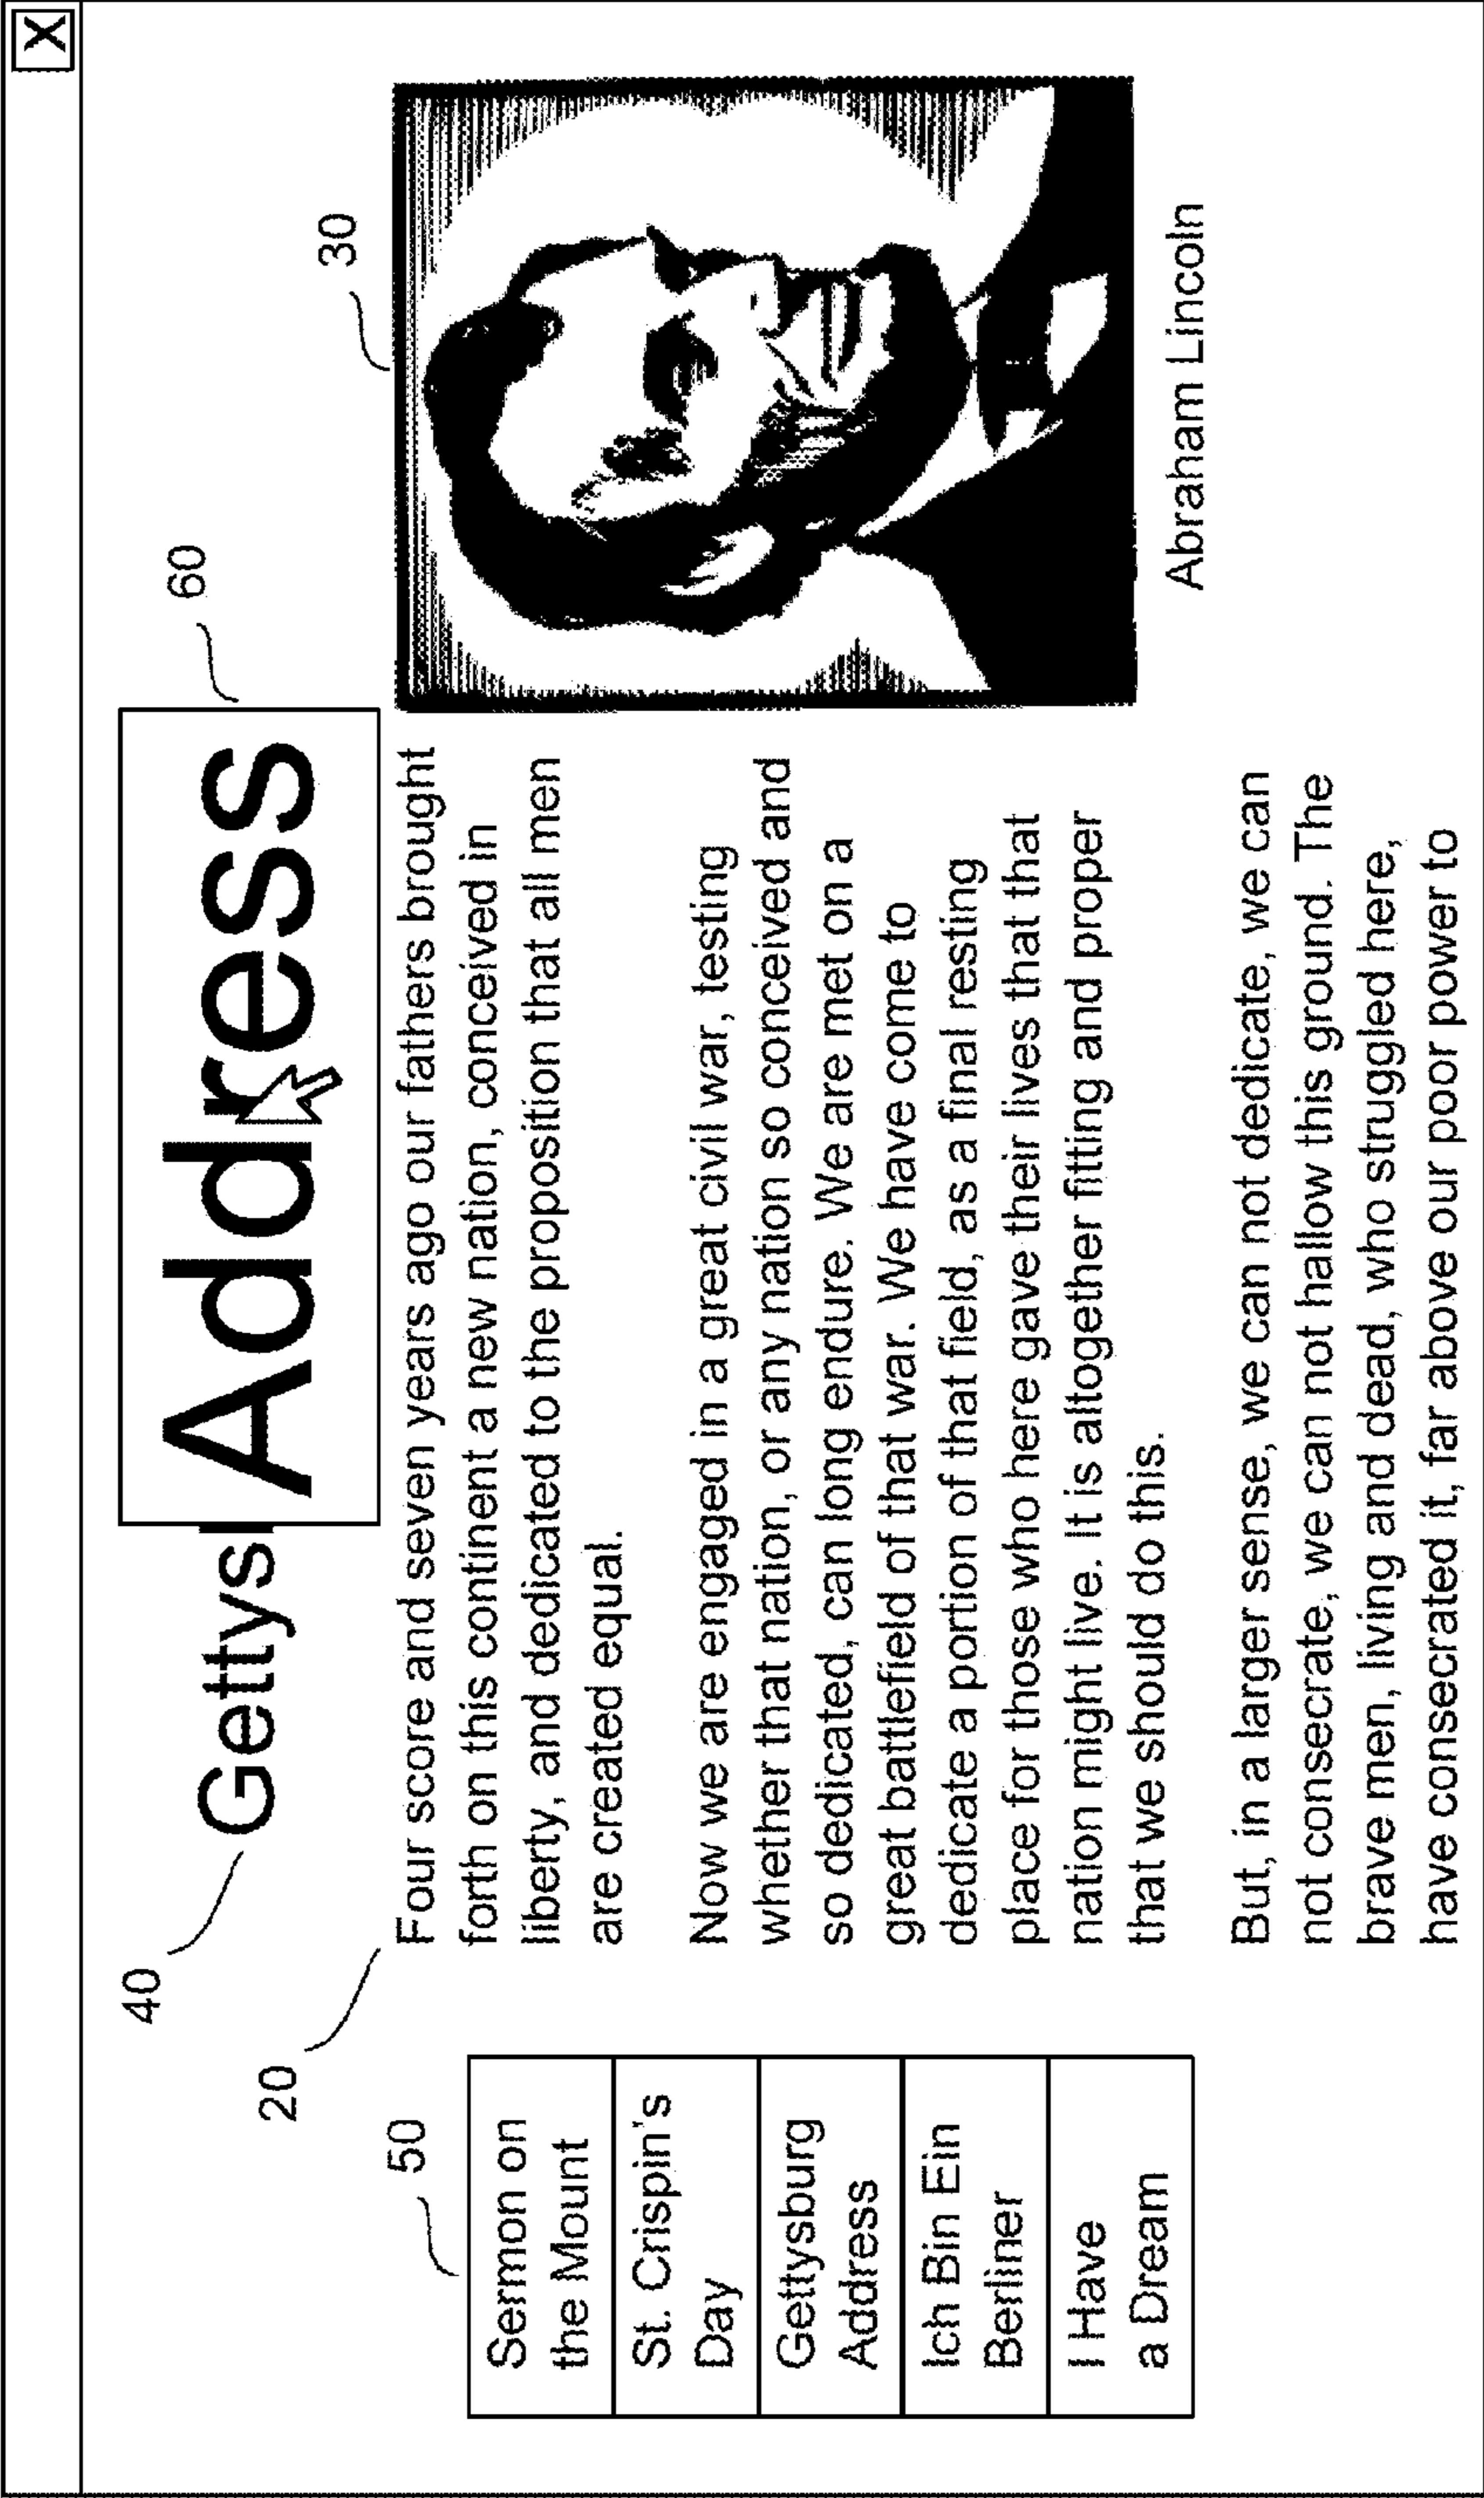 X
40
Gettys
Address
60
20
30
50
Sermon on
the Mount
St. Crispin's
Day
Gettysburg
Address
Ich Bin Ein
Berliner
I Have
a Dream
Four score and seven years ago our fathers brought
forth on this continent a new nation, conceived in
liberty, and dedicated to the proposition that all men
are created equal.
Now we are engaged in a great civil war, testing
whether that nation, or any nation so conceived and
so dedicated, can long endure. We are met on a
great battlefield of that war. We have come to
dedicate a portion of that field, as a final resting
place for those who here gave their lives that that
nation might live. It is altogether fitting and proper
that we should do this.
But, in a larger sense, we can not dedicate, we can
not consecrate, we can not hallow this ground. The
brave men, living and dead, who struggled here,
have consecrated it, far above our poor power to
Abraham Lincoln